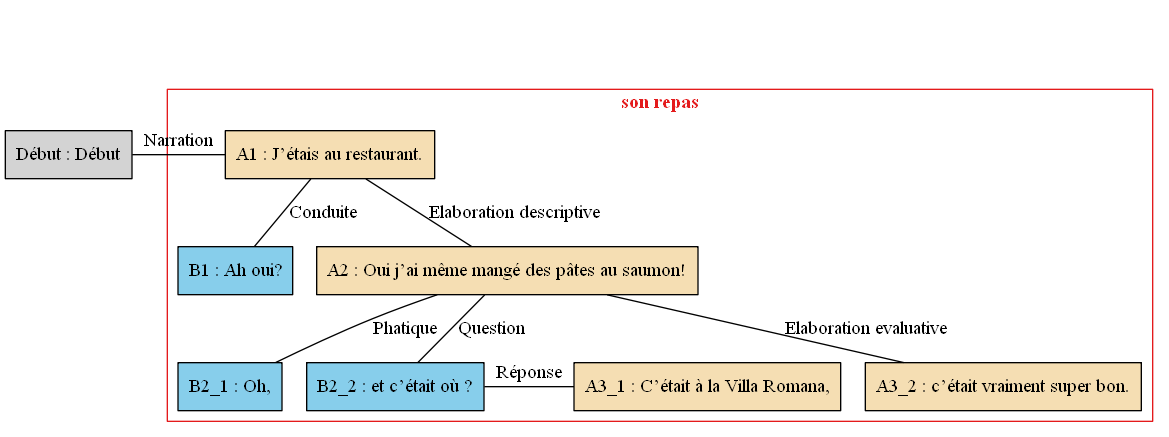 son repas
Narration
Début : Début
A1 : J’étais au restaurant.
Conduite
Elaboration descriptive
B1 : Ah oui?
A2 : Oui j’ai même mangé des pâtes au saumon!
Phatique
Question
Elaboration evaluative
B2_1 : Oh,
B2_2 : et c’était où ?
Réponse
A3_1 : C’était à la Villa Romana,
A3_2 : c’était vraiment super bon.